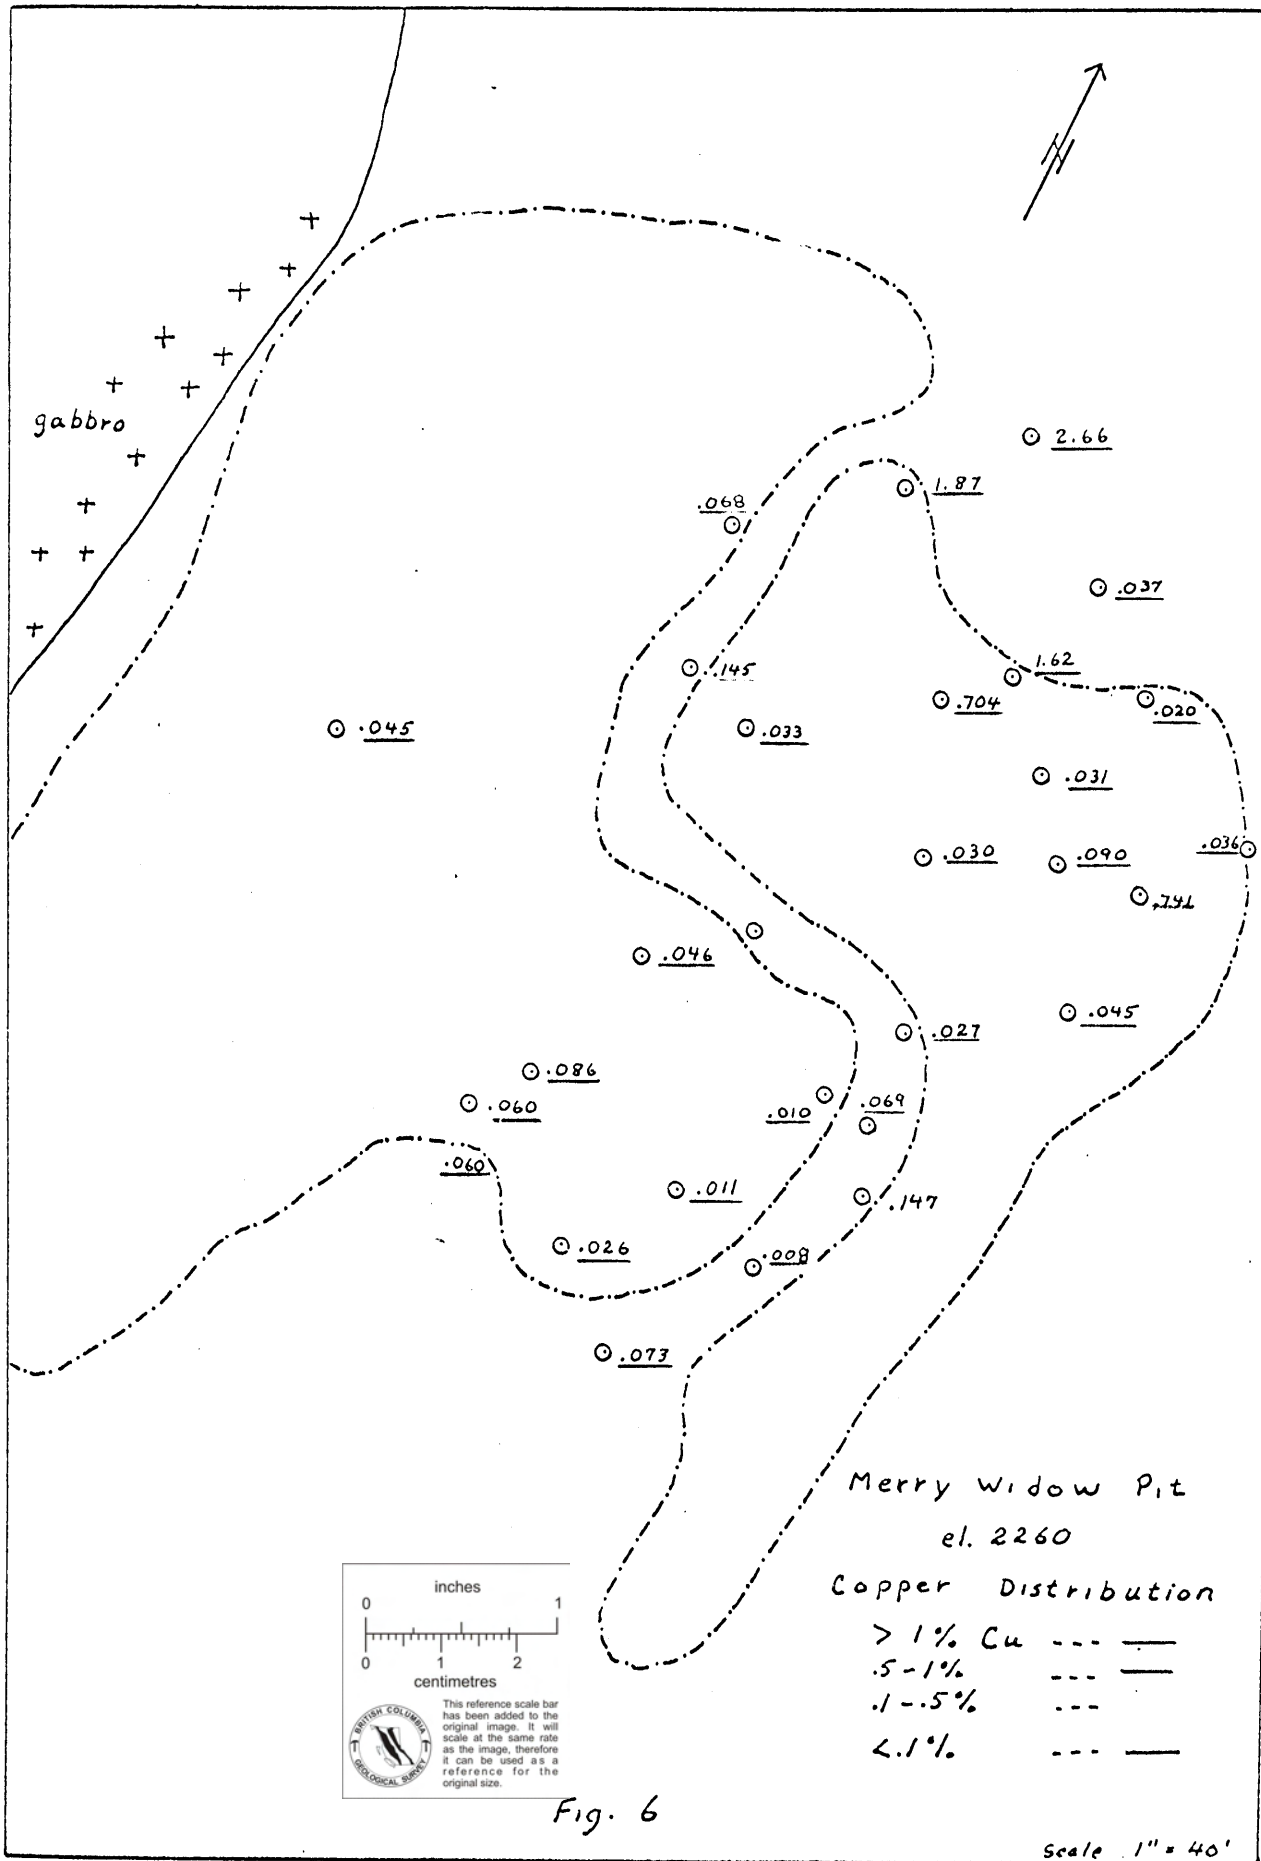 gabbro
2.66
1.87
.068
.037
1.62
.145
.704
.020
.045
.033
.031
.030
.090
.036
.741
.046
.045
.027
.086
.060
.010
.069
.060
.011
.147
.026
.008
.073
Merry Widow Pit
el. 2260
Copper Distribution
> 1% Cu ---
.5 - 1% ---
.1 - .5% ---
<.1% ---
inches
0 1
0 1 2
centimetres
BRITISH COLUMBIA
GEOLOGICAL SURVEY
This reference scale bar
has been added to the
original image. It will
scale at the same rate
as the image, therefore
it can be used as a
reference for the
original size.
Fig. 6
Scale 1" = 40'
N